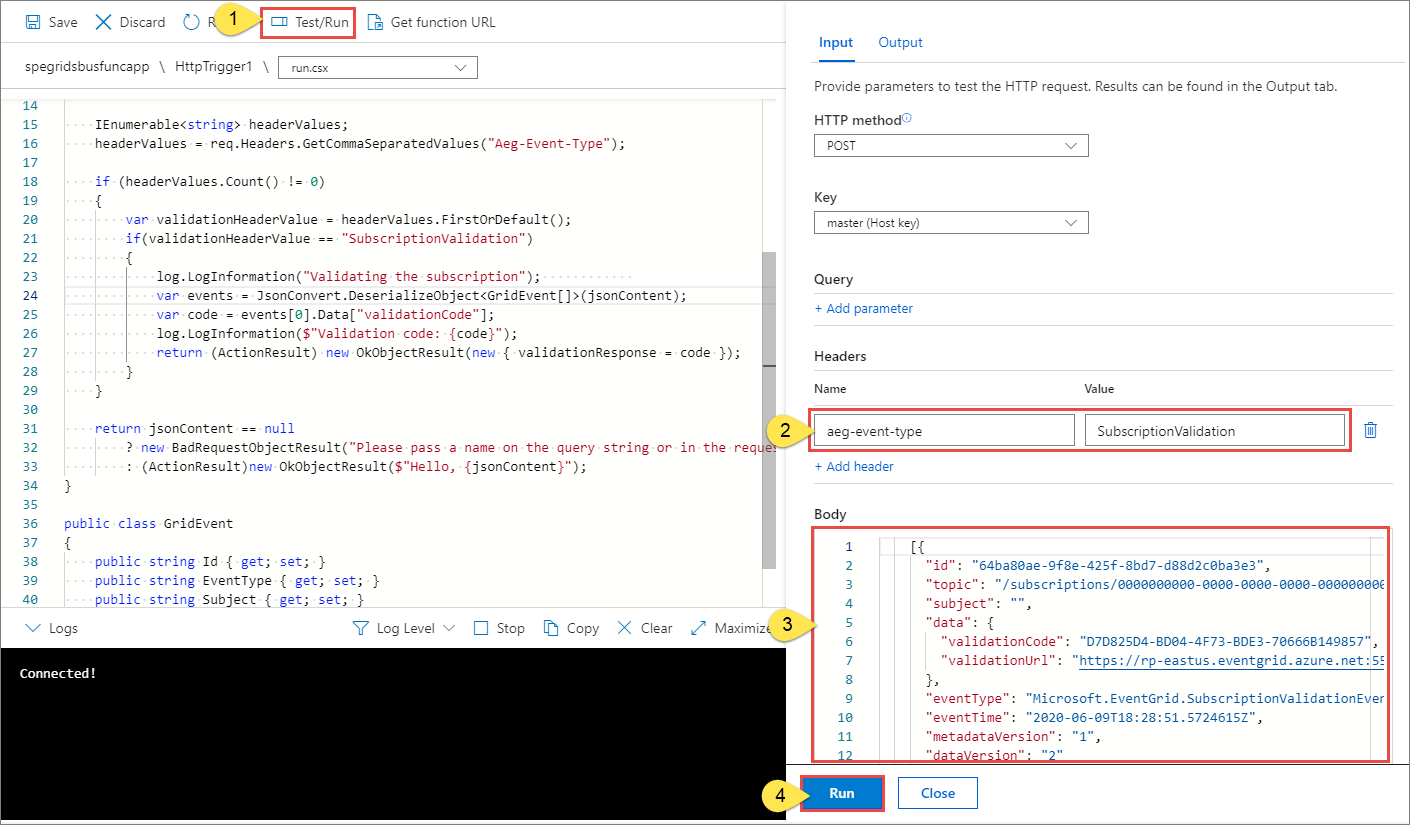 Save Discard R 1 Test/Run Get function URL
spegridsbusfuncapp \ HttpTrigger1 \ run.csx
14
15 IEnumerable<string> headerValues;
16 headerValues = req.Headers.GetCommaSeparatedValues("Aeg-Event-Type");
17
18 if (headerValues.Count() != 0)
19 {
20 var validationHeaderValue = headerValues.FirstOrDefault();
21 if(validationHeaderValue == "SubscriptionValidation")
22 {
23 log.LogInformation("Validating the subscription");
24 var events = JsonConvert.DeserializeObject<GridEvent[]>(jsonContent);
25 var code = events[0].Data["validationCode"];
26 log.LogInformation($"Validation code: {code}");
27 return (ActionResult) new OkObjectResult(new { validationResponse = code });
28 }
29 }
30
31 return jsonContent == null
32 ? new BadRequestObjectResult("Please pass a name on the query string or in the reque
33 : (ActionResult)new OkObjectResult($"Hello, {jsonContent}");
34 }
35
36 public class GridEvent
37 {
38 public string Id { get; set; }
39 public string EventType { get; set; }
40 public string Subject { get; set; }
Logs Log Level Stop Copy Clear Maximize
Connected!
Input Output
Provide parameters to test the HTTP request. Results can be found in the Output tab.
HTTP method
POST
Key
master (Host key)
Query
+ Add parameter
Headers
Name Value
2 aeg-event-type SubscriptionValidation
+ Add header
Body
3
1 [{
2 "id": "64ba80ae-9f8e-425f-8bd7-d88d2c0ba3e3",
3 "topic": "/subscriptions/0000000000-0000-0000-0000-000000000
4 "subject": "",
5 "data": {
6 "validationCode": "D7D825D4-BD04-4F73-BDE3-70666B149857",
7 "validationUrl": "https://rp-eastus.eventgrid.azure.net:55
8 },
9 "eventType": "Microsoft.EventGrid.SubscriptionValidationEven
10 "eventTime": "2020-06-09T18:28:51.5724615Z",
11 "metadataVersion": "1",
12 "dataVersion": "2"
4 Run Close